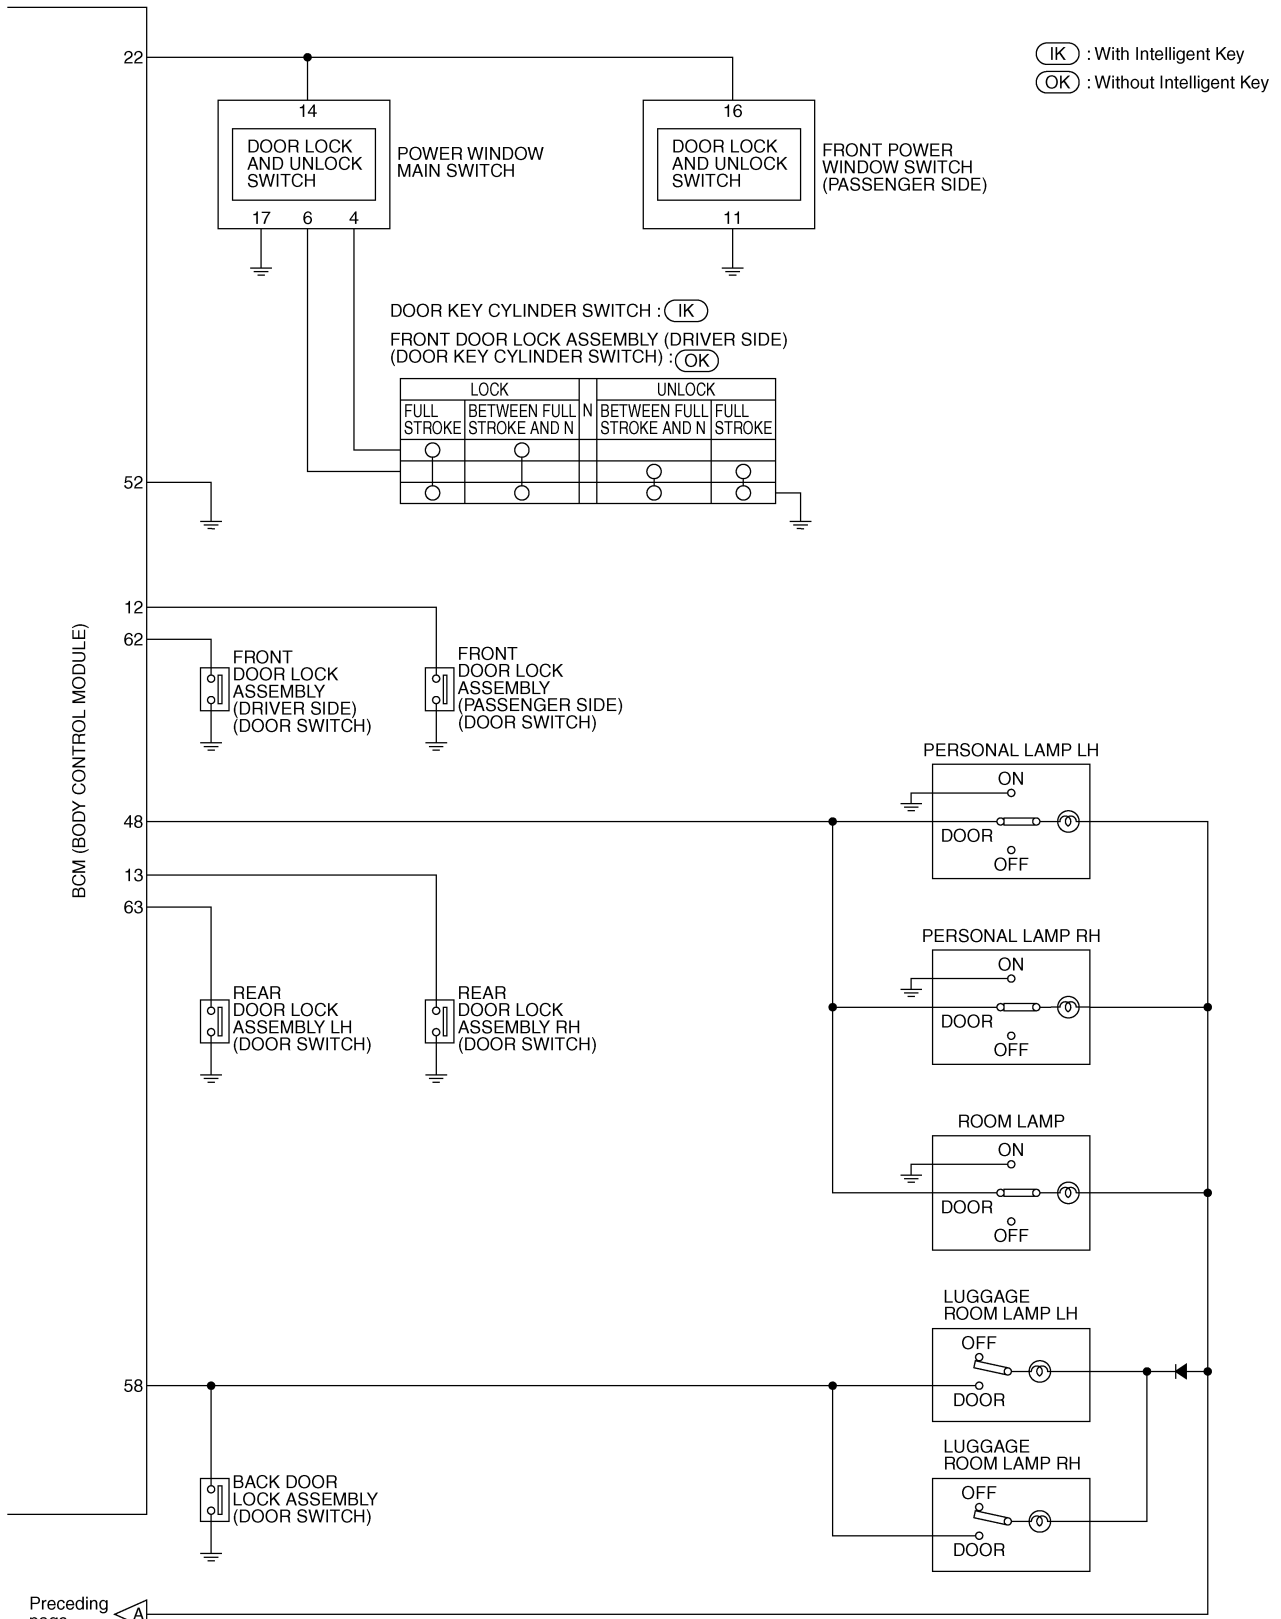 22
IK : With Intelligent Key
OK : Without Intelligent Key
14
DOOR LOCK
AND UNLOCK
SWITCH
17 6 4
POWER WINDOW
MAIN SWITCH
16
DOOR LOCK
AND UNLOCK
SWITCH
11
FRONT POWER
WINDOW SWITCH
(PASSENGER SIDE)
DOOR KEY CYLINDER SWITCH : IK
FRONT DOOR LOCK ASSEMBLY (DRIVER SIDE)
(DOOR KEY CYLINDER SWITCH) : OK
LOCK N UNLOCK
FULL
STROKE
BETWEEN FULL
STROKE AND N
BETWEEN FULL
STROKE AND N
FULL
STROKE
52
12
62
BCM (BODY CONTROL MODULE)
FRONT
DOOR LOCK
ASSEMBLY
(DRIVER SIDE)
(DOOR SWITCH)
FRONT
DOOR LOCK
ASSEMBLY
(PASSENGER SIDE)
(DOOR SWITCH)
PERSONAL LAMP LH
ON
DOOR
OFF
48
13
63
PERSONAL LAMP RH
ON
DOOR
OFF
REAR
DOOR LOCK
ASSEMBLY LH
(DOOR SWITCH)
REAR
DOOR LOCK
ASSEMBLY RH
(DOOR SWITCH)
ROOM LAMP
ON
DOOR
OFF
LUGGAGE
ROOM LAMP LH
OFF
DOOR
58
LUGGAGE
ROOM LAMP RH
OFF
DOOR
BACK DOOR
LOCK ASSEMBLY
(DOOR SWITCH)
Preceding
A